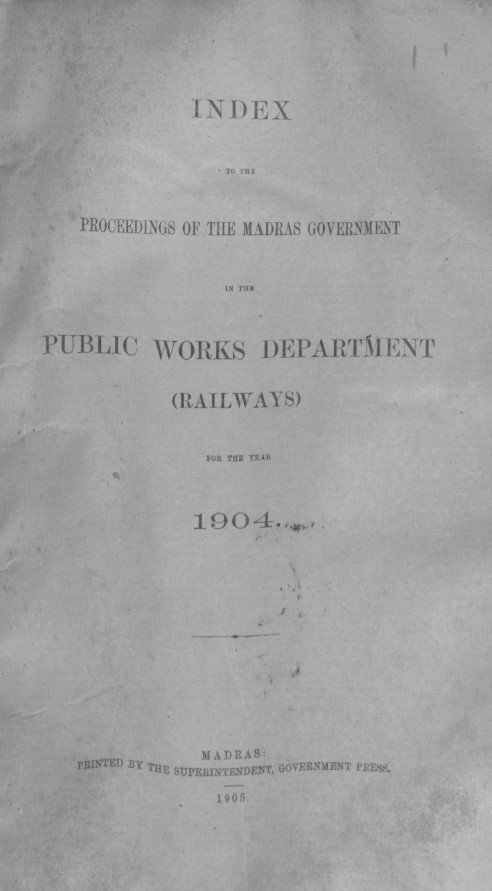 INDEX
TO THE
PROCEEDINGS OF THE MADRAS GOVERNMENT
IN THE
PUBLIC WORKS DEPARTMENT
(RAILWAYS)
FOR THE YEAR
1904.
MADRAS:
PRINTED BY THE SUPERINTENDENT, GOVERNMENT PRESS.
1905.